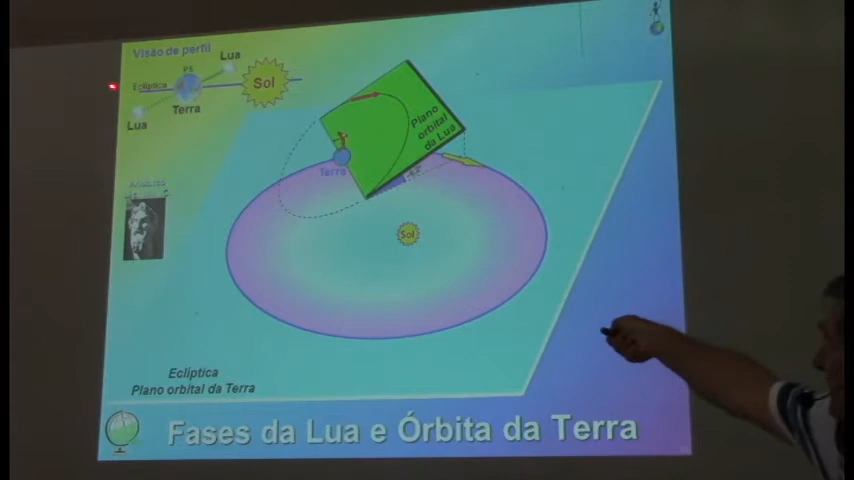 Visão de perfil
Lua
Eclíptica
Sol
Terra
Lua
Plano
orbital
da Lua
Terra
Sol
Eclíptica
Plano orbital da Terra
Fases da Lua e Órbita da Terra